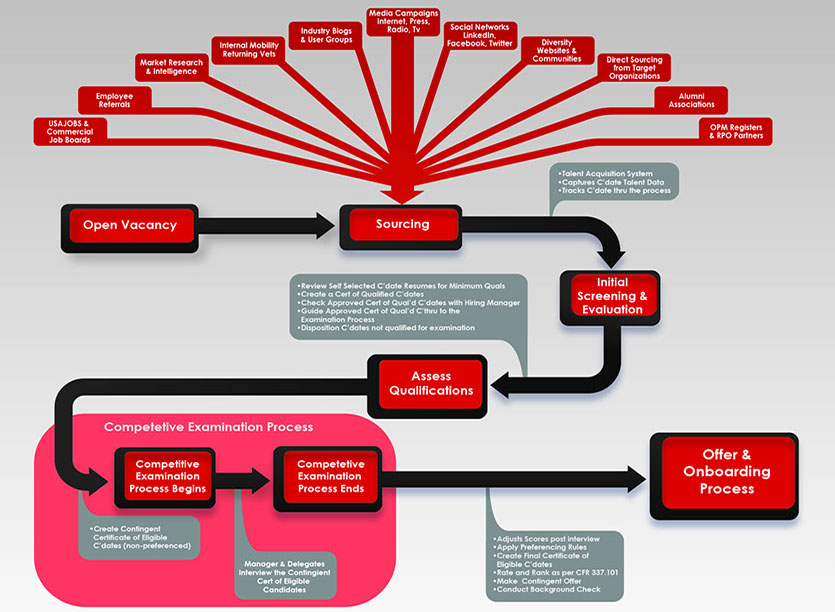 Media Campaigns
Internet, Press,
Radio, Tv
Industry Blogs
& User Groups
Social Networks
LinkedIn,
Facebook, Twitter
Internal Mobility
Returning Vets
Diversity
Websites &
Communities
Market Research
& Intelligence
Direct Sourcing
from Target
Organizations
Employee
Referrals
Alumni
Associations
USAJOBS &
Commercial
Job Boards
OPM Registers
& RPO Partners
•Talent Acquisition System
•Captures C'date Talent Data
•Tracks C'date thru the process
Open Vacancy
Sourcing
Initial
Screening &
Evaluation
•Review Self Selected C'date Resumes for Minimum Quals
•Create a Cert of Qualified C'dates
•Check Approved Cert of Qual'd C'dates with Hiring Manager
•Guide Approved Cert of Qual'd C'thru to the
Examination Process
•Disposition C'dates not qualified for examination
Assess
Qualifications
Competetive Examination Process
Competitive
Examination
Process Begins
Competetive
Examination
Process Ends
Offer &
Onboarding
Process
•Create Contingent
Certificate of Eligible
C'dates (non-preferenced)
Manager & Delegates
Interview the Contingent
Cert of Eligible
Candidates
•Adjusts Scores post interview
•Apply Preferencing Rules
•Create Final Certificate of
Eligible C'dates
•Rate and Rank as per CFR 337.101
•Make Contingent Offer
•Conduct Background Check